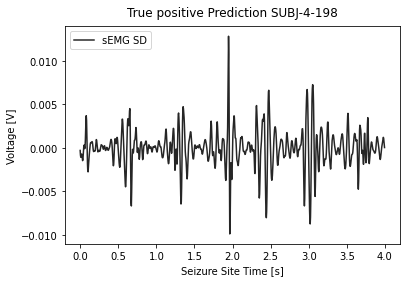 True positive Prediction SUBJ-4-198
sEMG SD
Voltage [V]
0.010
0.005
0.000
−0.005
−0.010
0.0 0.5 1.0 1.5 2.0 2.5 3.0 3.5 4.0
Seizure Site Time [s]